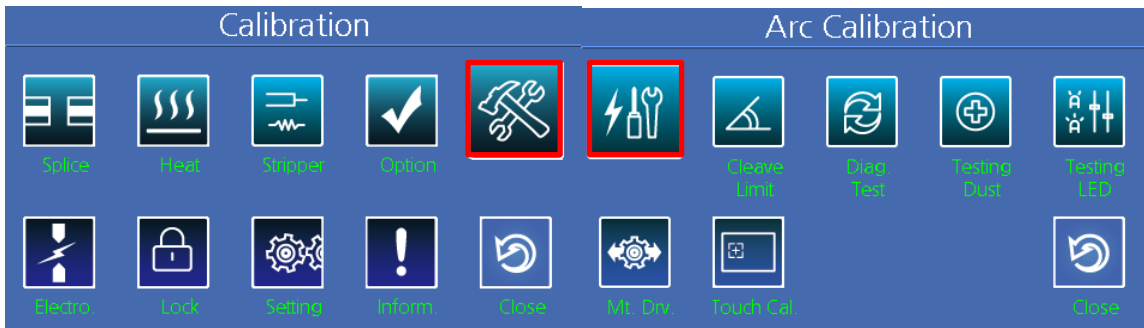 Calibration
Splice
Heat
Stripper
Option
Electro.
Lock
Setting
Inform.
Close
Arc Calibration
Cleave
Limit
Diag.
Test
Testing
Dust
Testing
LED
Mt. Drv.
Touch Cal.
Close